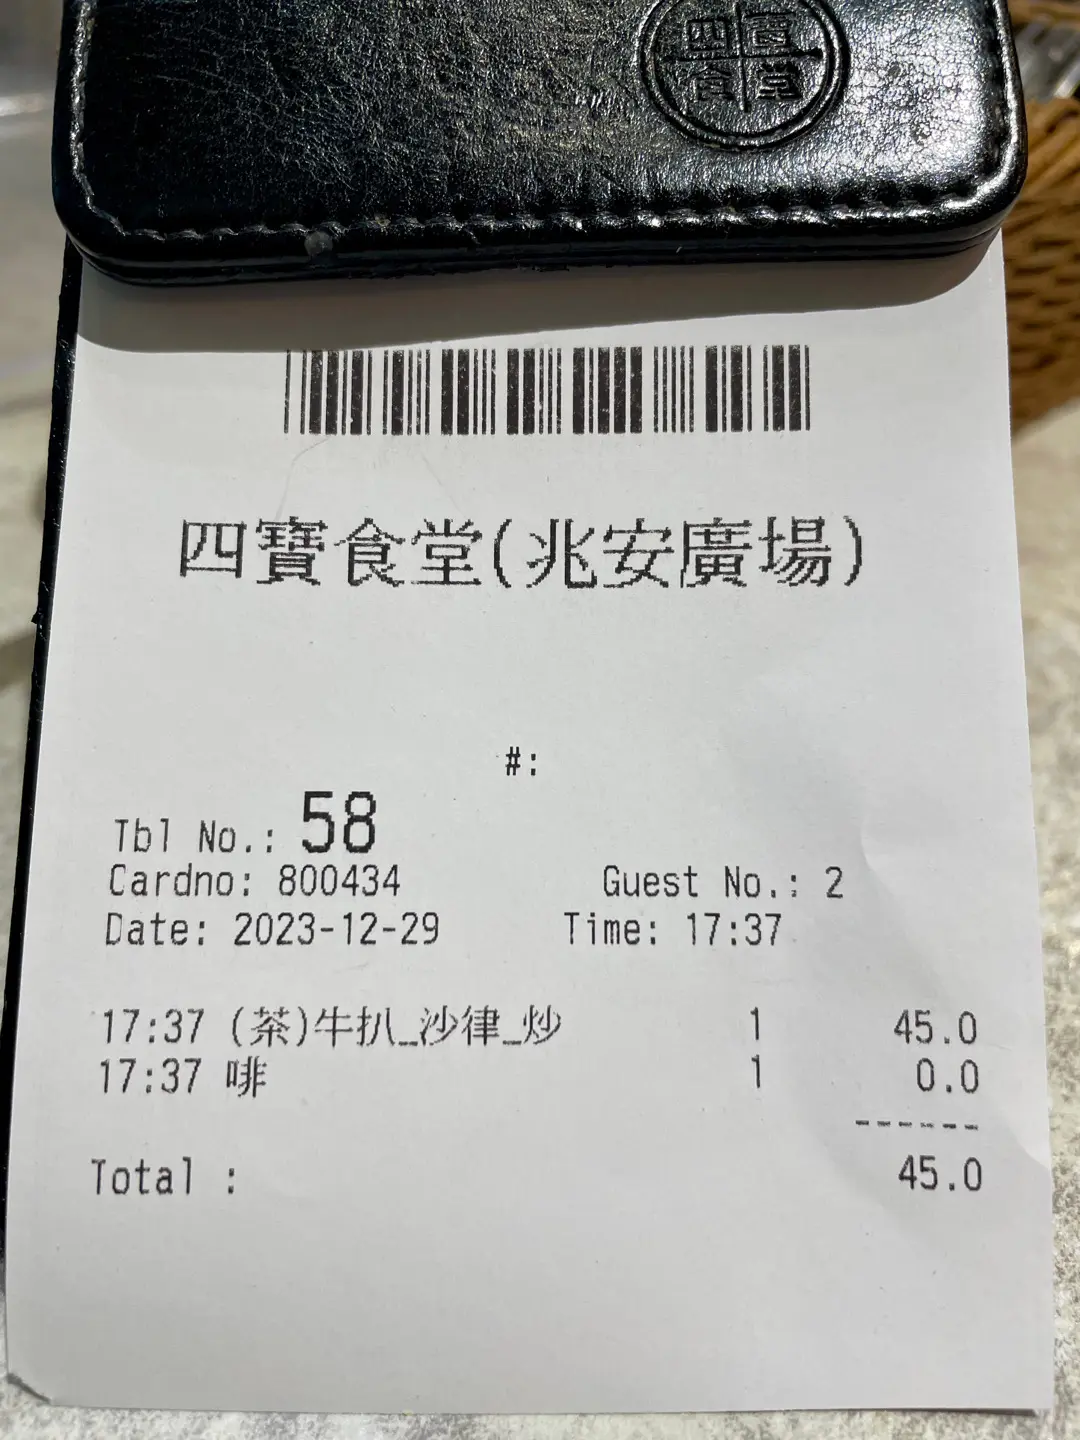 四寶食堂
四寶食堂(兆安廣場)
#:
Tbl No.: 58
Cardno: 800434 Guest No.: 2
Date: 2023-12-29 Time: 17:37
17:37 (茶)牛扒_沙律_炒 1 45.0
17:37 啡 1 0.0
------
Total : 45.0